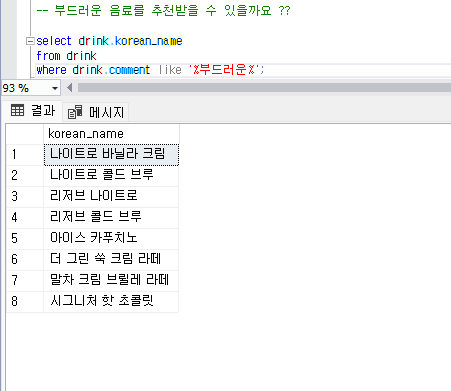 -- 부드러운 음료를 추천받을 수 있을까요 ??
select drink.korean_name
from drink
where drink.comment like '%부드러운%';
93 %
결과 메시지
korean_name
1 나이트로 바닐라 크림
2 나이트로 콜드 브루
3 리저브 나이트로
4 리저브 콜드 브루
5 아이스 카푸치노
6 더 그린 쑥 크림 라떼
7 말차 크림 브륄레 라떼
8 시그니처 핫 초콜릿